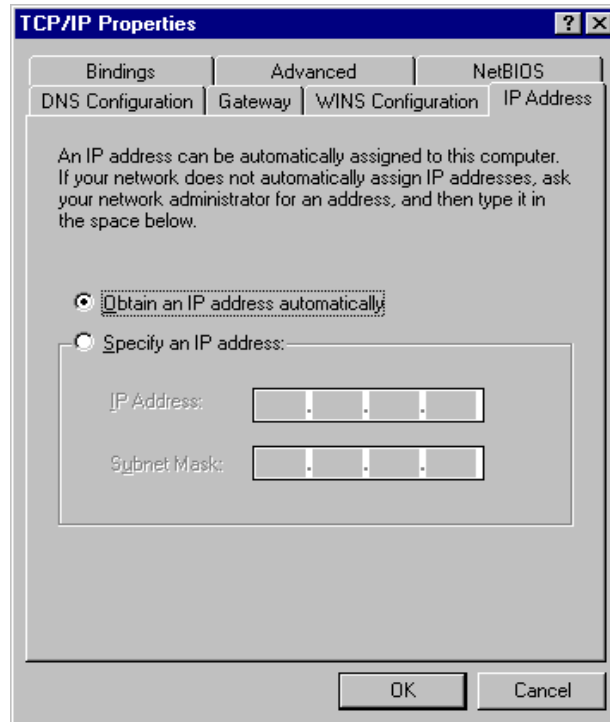 TCP/IP Properties
Bindings
Advanced
NetBIOS
DNS Configuration
Gateway
WINS Configuration
IP Address
An IP address can be automatically assigned to this computer.
If your network does not automatically assign IP addresses, ask
your network administrator for an address, and then type it in
the space below.
Obtain an IP address automatically
Specify an IP address:
IP Address:
Subnet Mask:
OK
Cancel